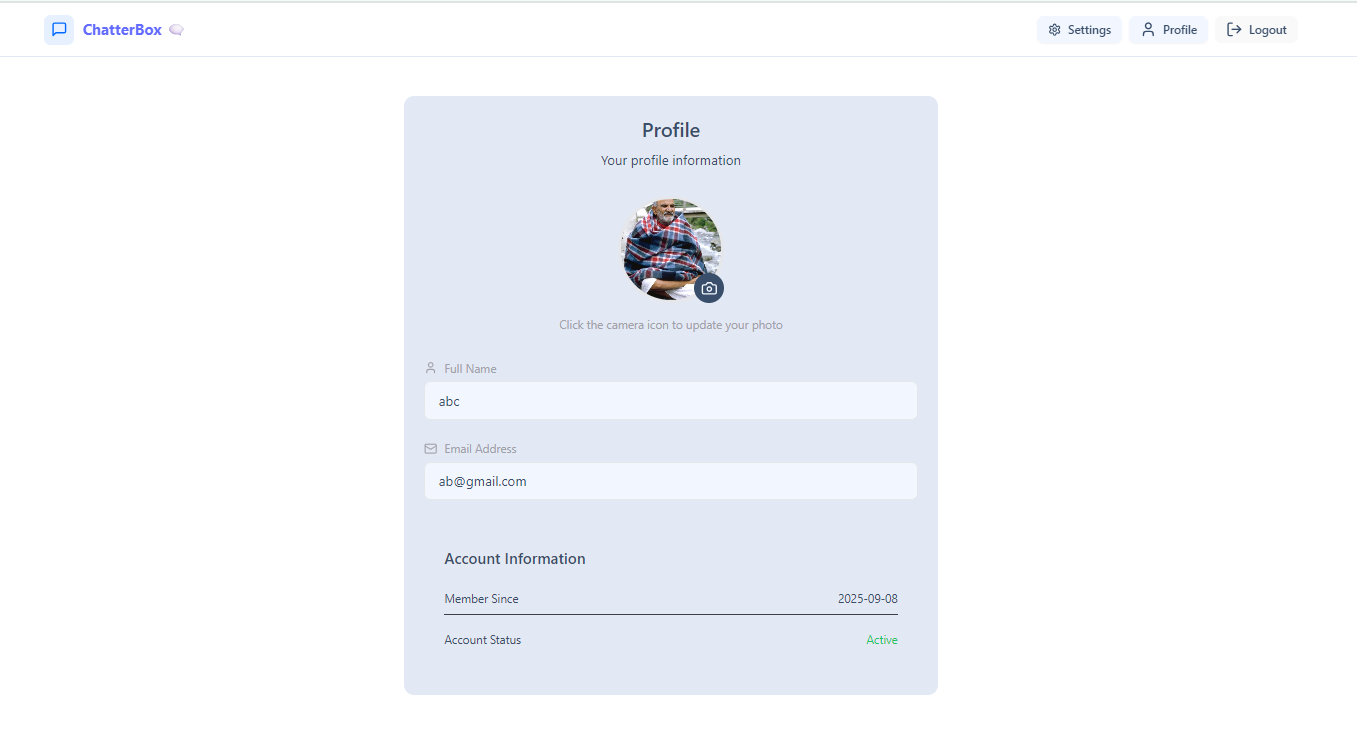 ChatterBox
Settings
Profile
Logout
Profile
Your profile information
Click the camera icon to update your photo
Full Name
abc
Email Address
ab@gmail.com
Account Information
Member Since 2025-09-08
Account Status Active